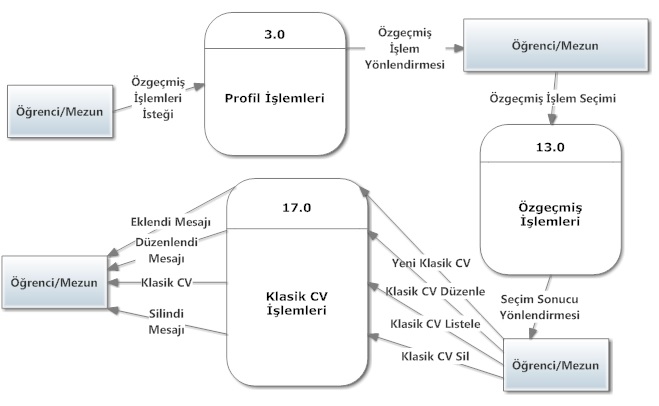 3.0
Profil İşlemleri
Özgeçmiş
İşlem
Yönlendirmesi
Öğrenci/Mezun
Özgeçmiş
İşlemleri
İsteği
Öğrenci/Mezun
Özgeçmiş İşlem Seçimi
13.0
Özgeçmiş
İşlemleri
17.0
Klasik CV
İşlemleri
Eklendi Mesajı
Düzenlendi
Mesajı
Klasik CV
Silindi
Mesajı
Öğrenci/Mezun
Yeni Klasik CV
Klasik CV Düzenle
Klasik CV Listele
Klasik CV Sil
Seçim Sonucu
Yönlendirmesi
Öğrenci/Mezun